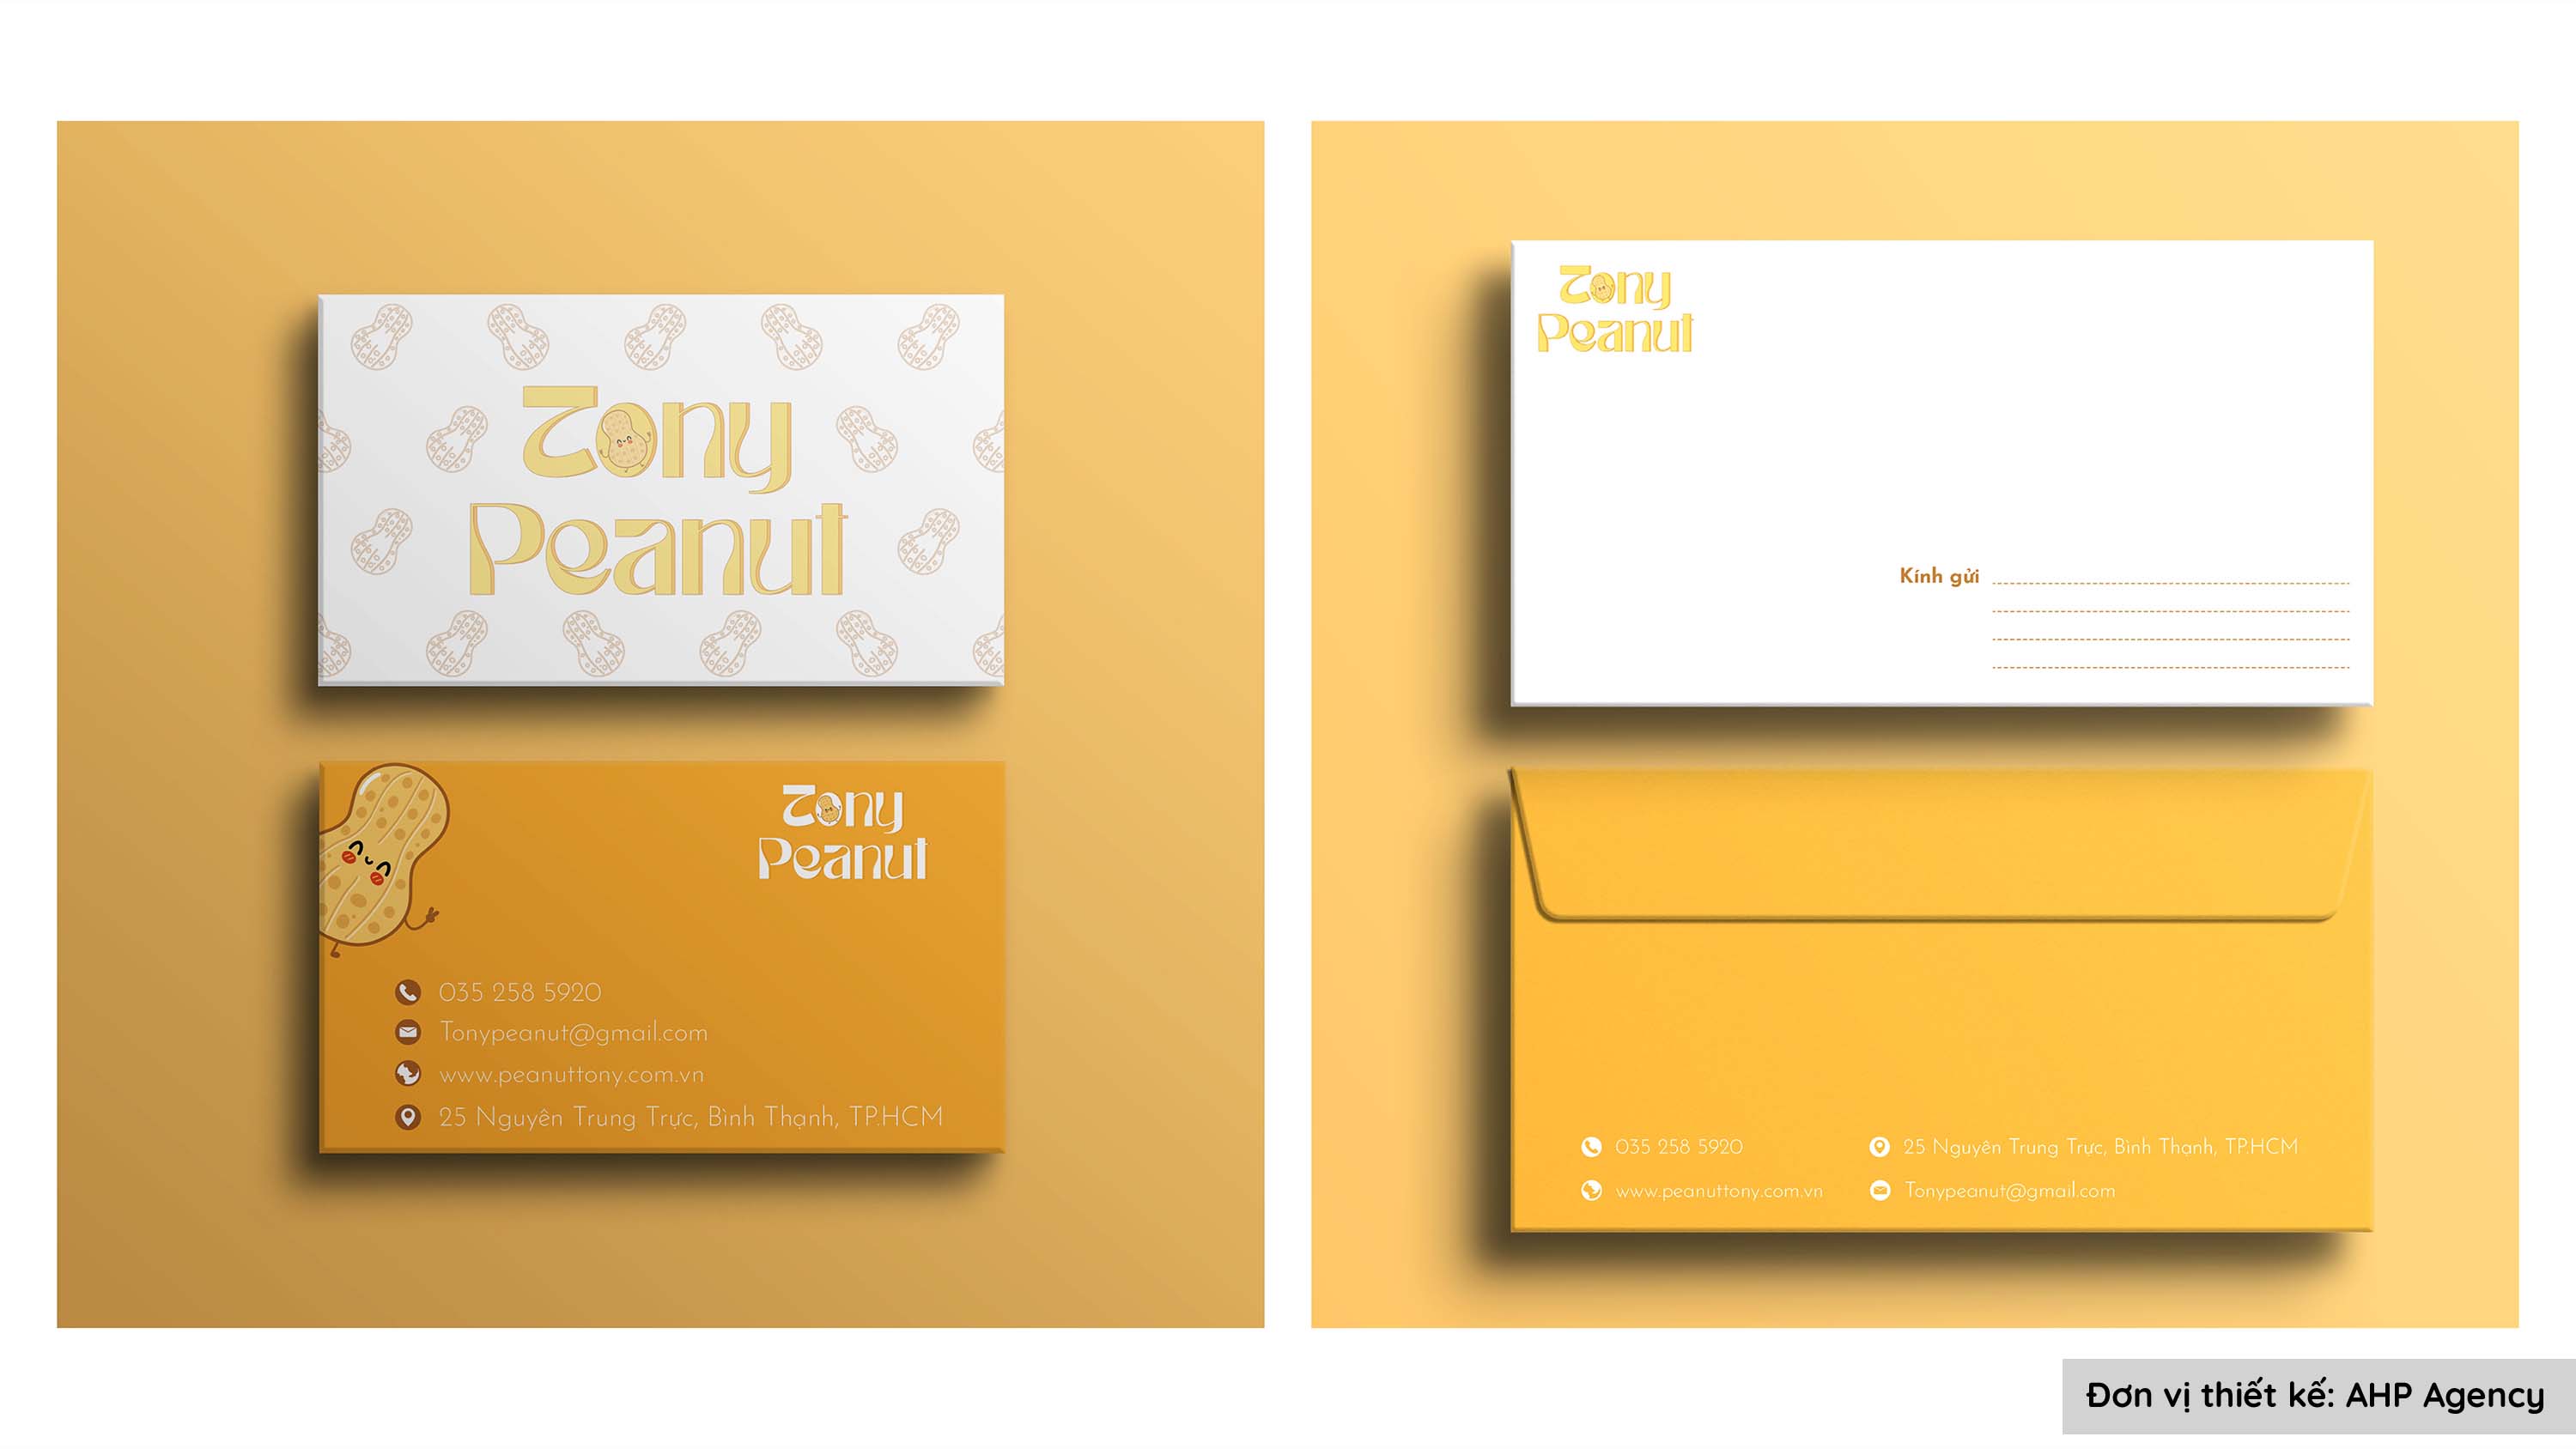 Tony
Peanut
Tony
Peanut
035 258 5920
Tonypeanut@gmail.com
www.peanuttony.com.vn
25 Nguyên Trung Trực, Bình Thạnh, TP.HCM
Tony
Peanut
Kính gửi
035 258 5920
25 Nguyên Trung Trực, Bình Thạnh, TP.HCM
www.peanuttony.com.vn
Tonypeanut@gmail.com
Đơn vị thiết kế: AHP Agency